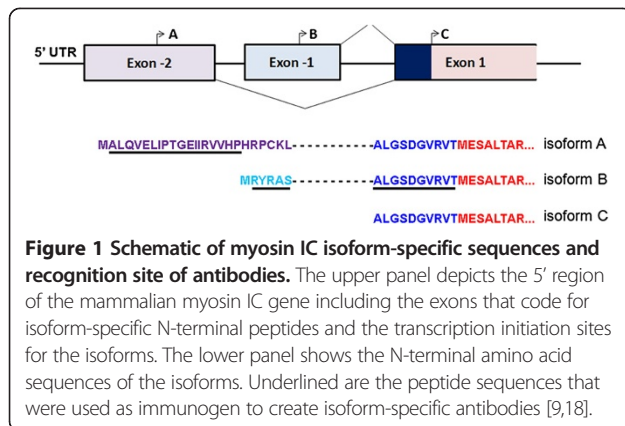 A
B
C
5' UTR
Exon -2
Exon -1
Exon 1
MALQVELIPTGEIIRVVHPHRPCKL----------ALGSDGVRVTMESALTAR... isoform A
MRYRAS----------ALGSDGVRVTMESALTAR... isoform B
ALGSDGVRVTMESALTAR... isoform C
Figure 1 Schematic of myosin IC isoform-specific sequences and
recognition site of antibodies. The upper panel depicts the 5' region
of the mammalian myosin IC gene including the exons that code for
isoform-specific N-terminal peptides and the transcription initiation sites
for the isoforms. The lower panel shows the N-terminal amino acid
sequences of the isoforms. Underlined are the peptide sequences that
were used as immunogen to create isoform-specific antibodies [9,18].